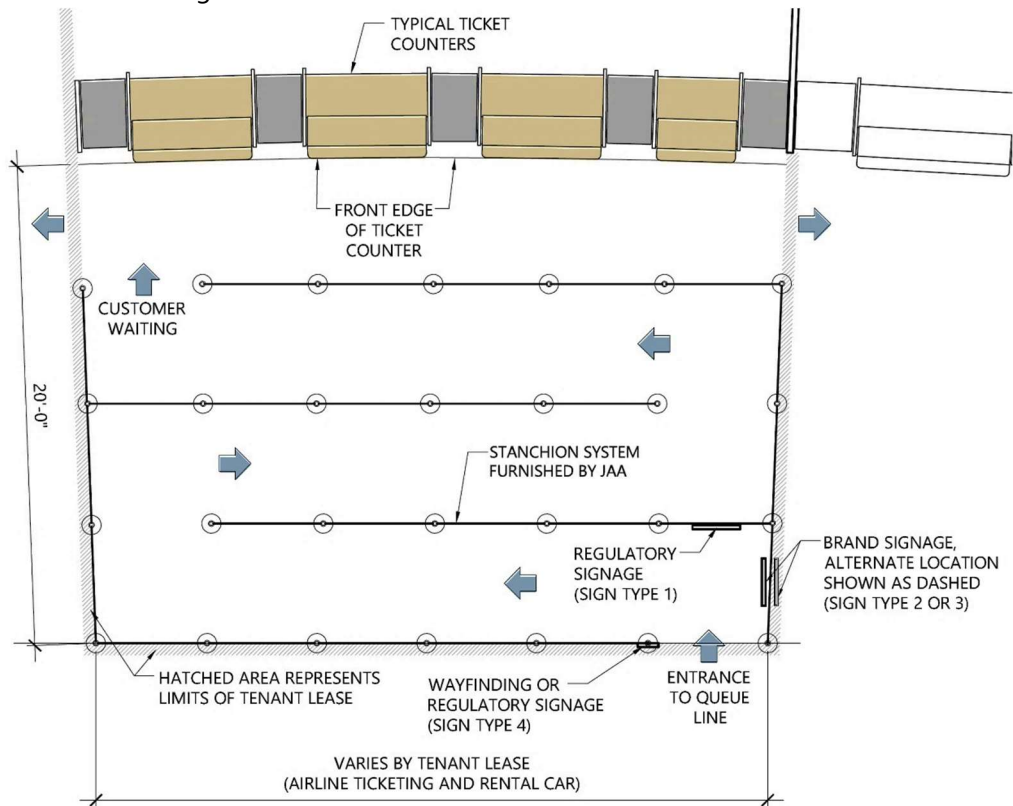 TYPICAL TICKET
COUNTERS
FRONT EDGE
OF TICKET
COUNTER
CUSTOMER
WAITING
20'-0"
STANCHION SYSTEM
FURNISHED BY JAA
REGULATORY
SIGNAGE
(SIGN TYPE 1)
BRAND SIGNAGE,
ALTERNATE LOCATION
SHOWN AS DASHED
(SIGN TYPE 2 OR 3)
HATCHED AREA REPRESENTS
LIMITS OF TENANT LEASE
WAYFINDING OR
REGULATORY SIGNAGE
(SIGN TYPE 4)
ENTRANCE
TO QUEUE
LINE
VARIES BY TENANT LEASE
(AIRLINE TICKETING AND RENTAL CAR)